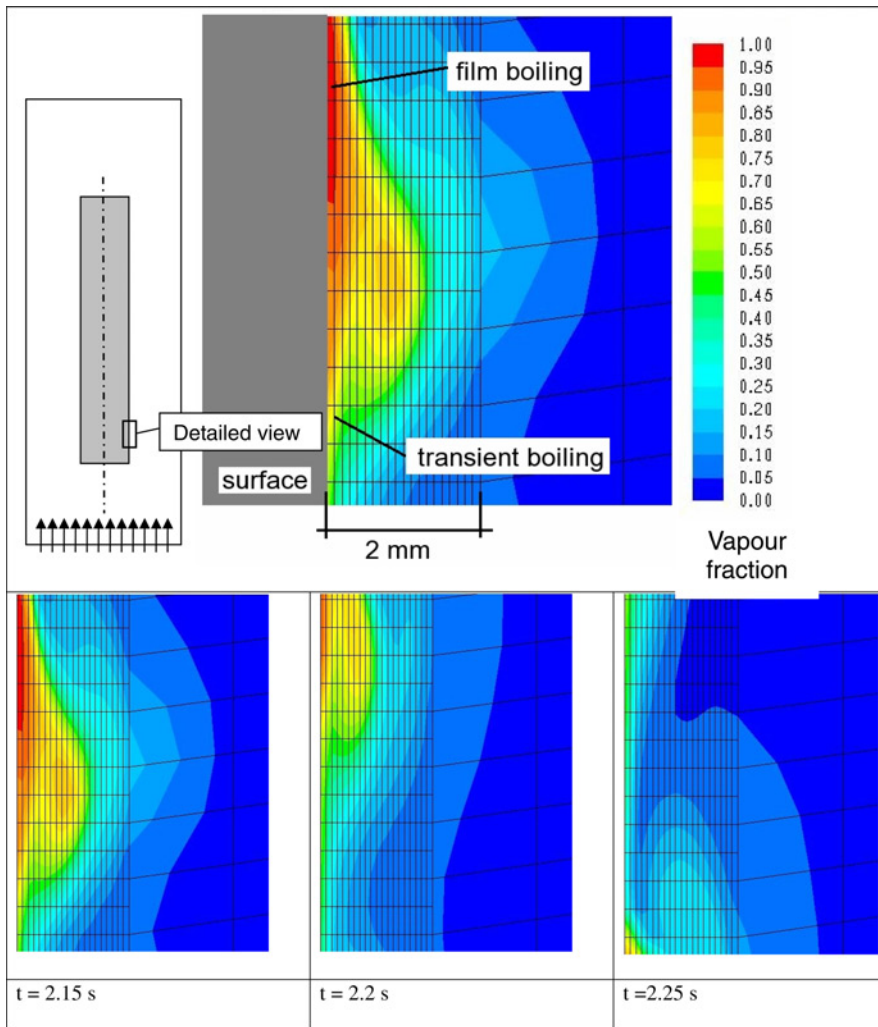 film boiling
Detailed view
surface
transient boiling
2 mm
1.00
0.95
0.90
0.85
0.80
0.75
0.70
0.65
0.60
0.55
0.50
0.45
0.40
0.35
0.30
0.25
0.20
0.15
0.10
0.05
0.00
Vapour
fraction
t = 2.15 s
t = 2.2 s
t =2.25 s